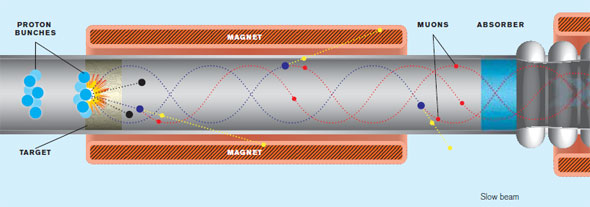 PROTON
BUNCHES
MAGNET
MUONS
ABSORBER
TARGET
MAGNET
Slow beam